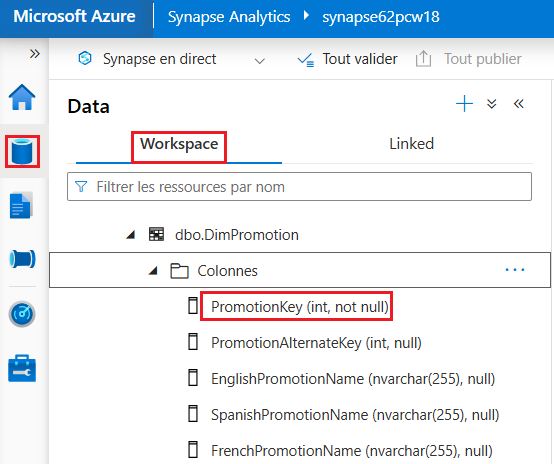 Microsoft Azure Synapse Analytics synapse62pcw18
Synapse en direct Tout valider Tout publier
Data
Workspace Linked
Filtrer les ressources par nom
dbo.DimPromotion
Colonnes
PromotionKey (int, not null)
PromotionAlternateKey (int, null)
EnglishPromotionName (nvarchar(255), null)
SpanishPromotionName (nvarchar(255), null)
FrenchPromotionName (nvarchar(255), null)